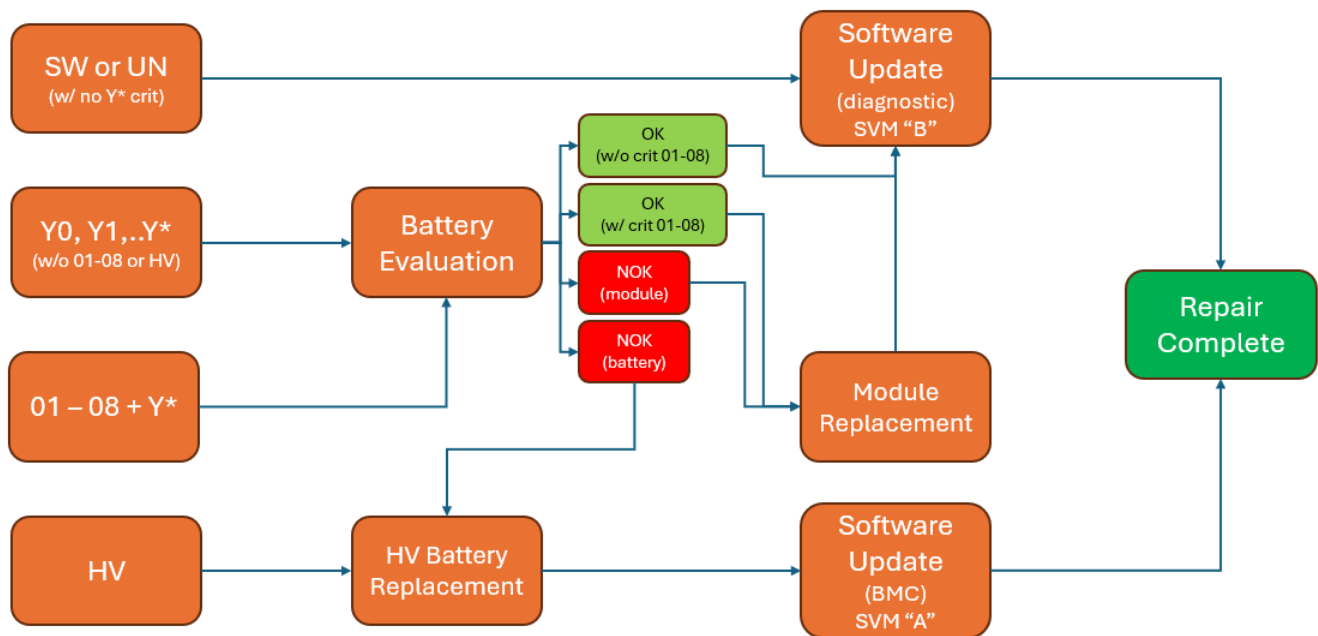 SW or UN
(w/ no Y* crit)
Software
Update
(diagnostic)
SVM “B”
OK
(w/o crit 01-08)
Y0, Y1,..Y*
(w/o 01-08 or HV)
Battery
Evaluation
OK
(w/ crit 01-08)
NOK
(module)
NOK
(battery)
Repair
Complete
01 – 08 + Y*
Module
Replacement
HV
HV Battery
Replacement
Software
Update
(BMC)
SVM “A”